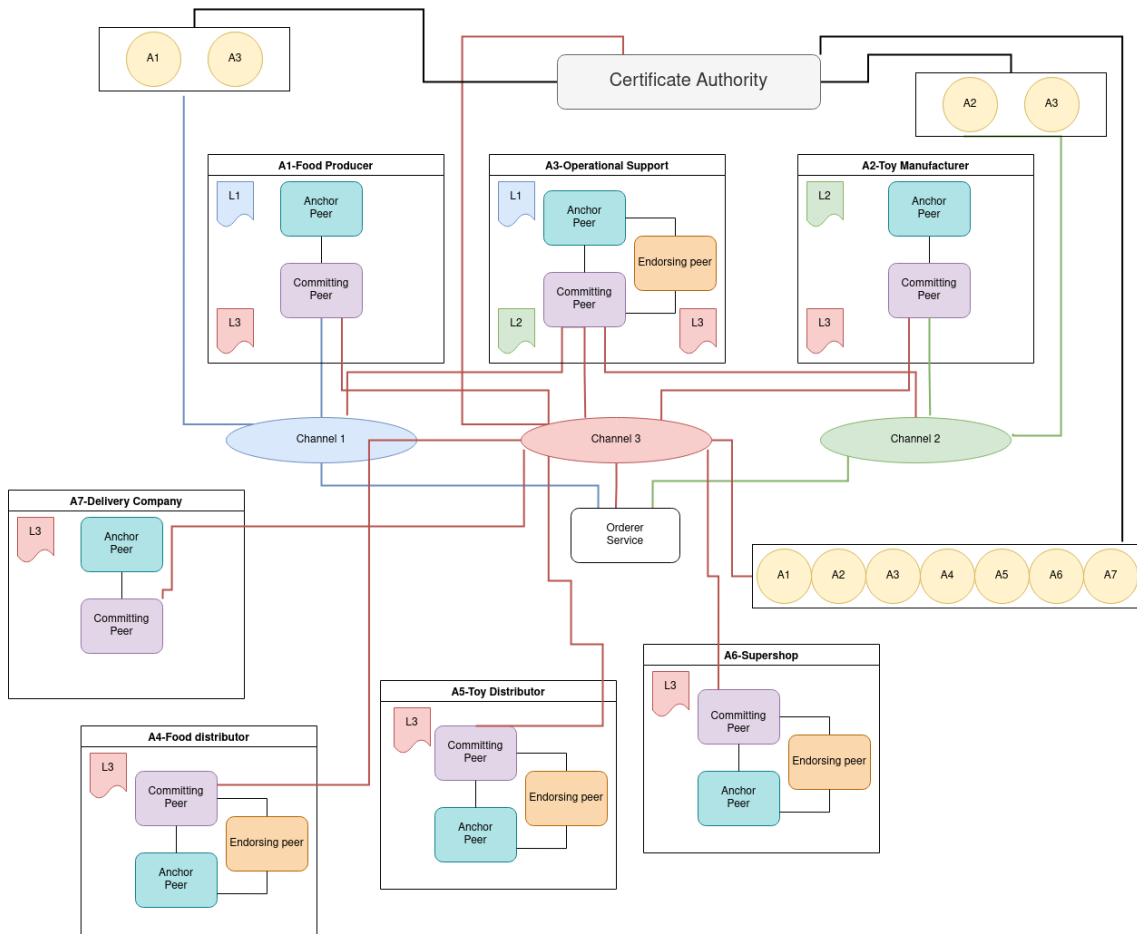 A1
A3
Certificate Authority
A2
A3
A1-Food Producer
L1
Anchor
Peer
Committing
Peer
L3
A3-Operational Support
L1
Anchor
Peer
Endorsing peer
Committing
Peer
L2
L3
A2-Toy Manufacturer
L2
Anchor
Peer
Committing
Peer
L3
Channel 1
Channel 3
Channel 2
A7-Delivery Company
L3
Anchor
Peer
Committing
Peer
Orderer
Service
A1
A2
A3
A4
A5
A6
A7
A6-Supershop
L3
Committing
Peer
Endorsing peer
Anchor
Peer
A5-Toy Distributor
L3
Committing
Peer
Endorsing peer
Anchor
Peer
A4-Food distributor
L3
Committing
Peer
Endorsing peer
Anchor
Peer